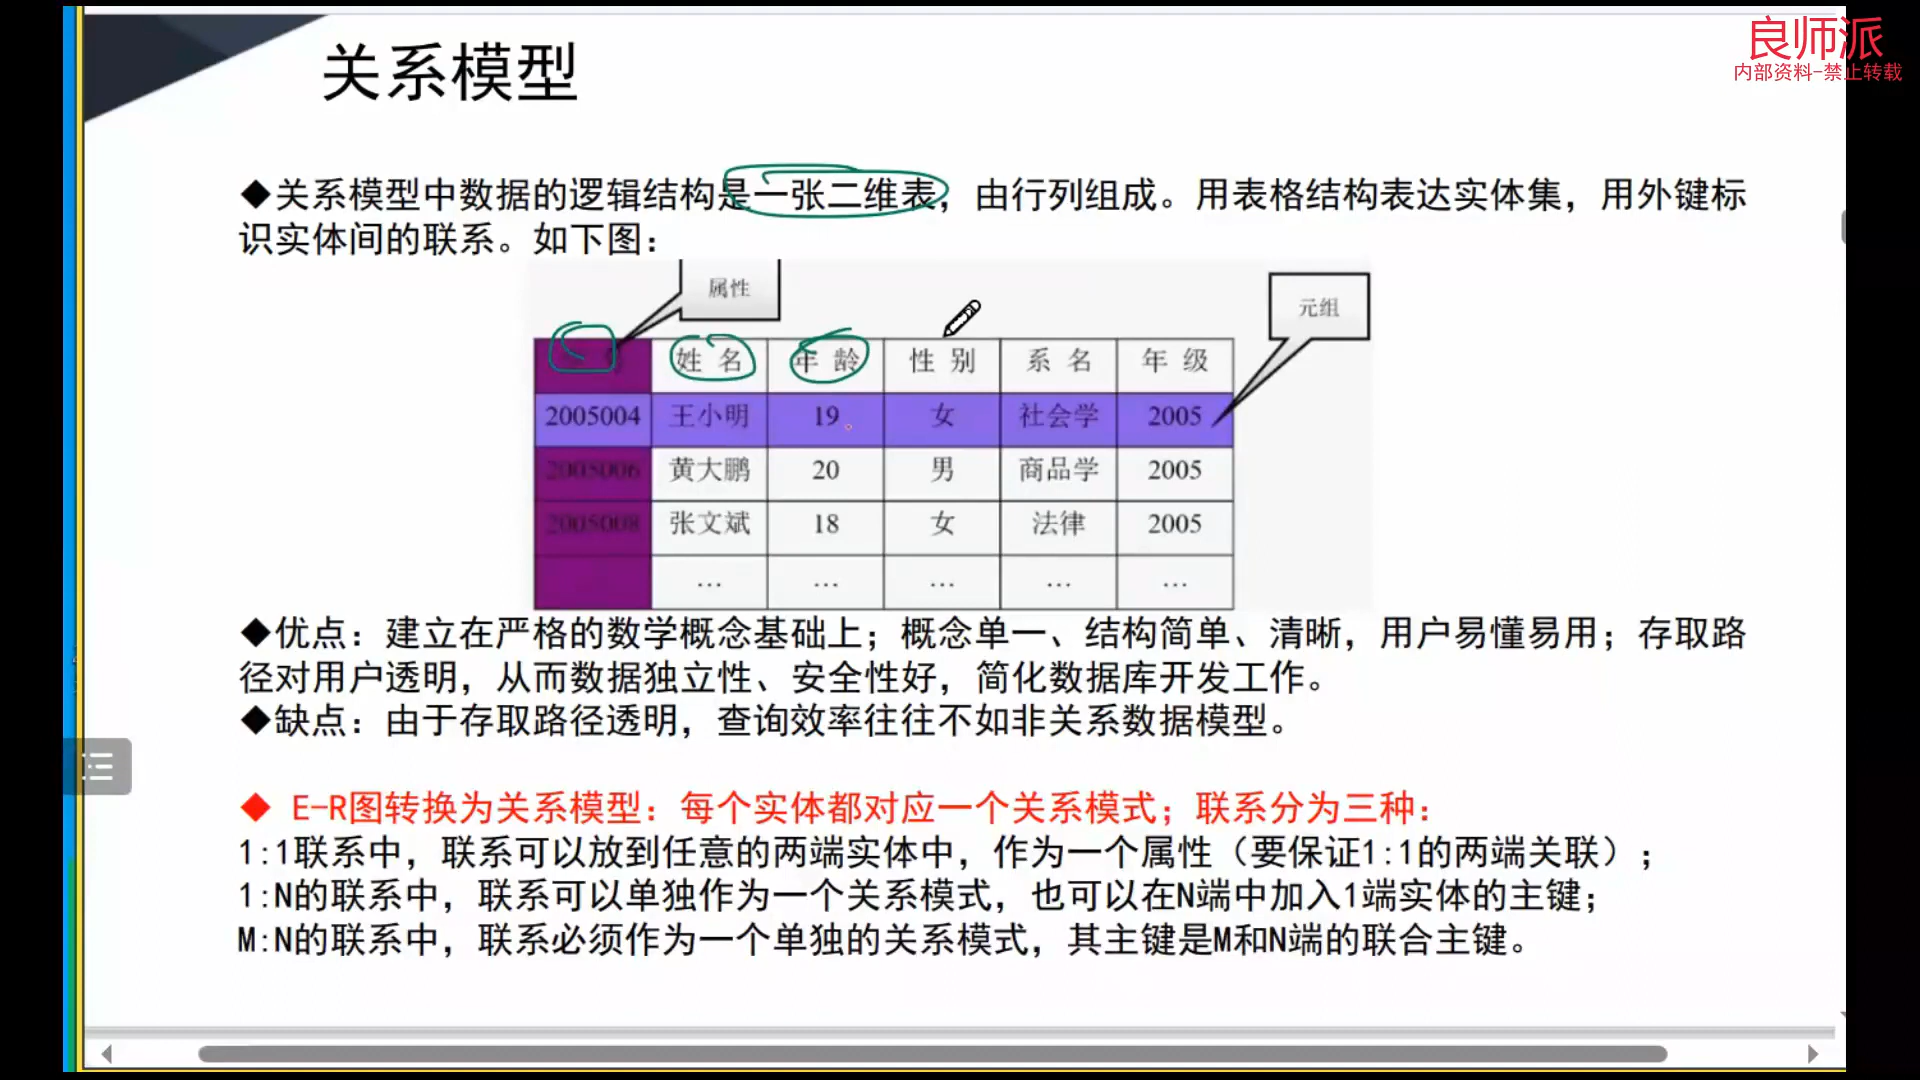 良师派
内部资料-禁止转载
关系模型
◆关系模型中数据的逻辑结构是一张二维表，由行列组成。用表格结构表达实体集，用外键标
识实体间的联系。如下图：
属性
元组
姓 名 年 龄 性 别 系 名 年 级
2005004 王小明 19 女 社会学 2005
2005006 黄大鹏 20 男 商品学 2005
2005008 张文斌 18 女 法律 2005
… … … … …
◆优点：建立在严格的数学概念基础上；概念单一、结构简单、清晰，用户易懂易用；存取路
径对用户透明，从而数据独立性、安全性好，简化数据库开发工作。
◆缺点：由于存取路径透明，查询效率往往不如非关系数据模型。
◆ E-R图转换为关系模型：每个实体都对应一个关系模式；联系分为三种：
1:1联系中，联系可以放到任意的两端实体中，作为一个属性（要保证1:1的两端关联）；
1:N的联系中，联系可以单独作为一个关系模式，也可以在N端中加入1端实体的主键；
M:N的联系中，联系必须作为一个单独的关系模式，其主键是M和N端的联合主键。